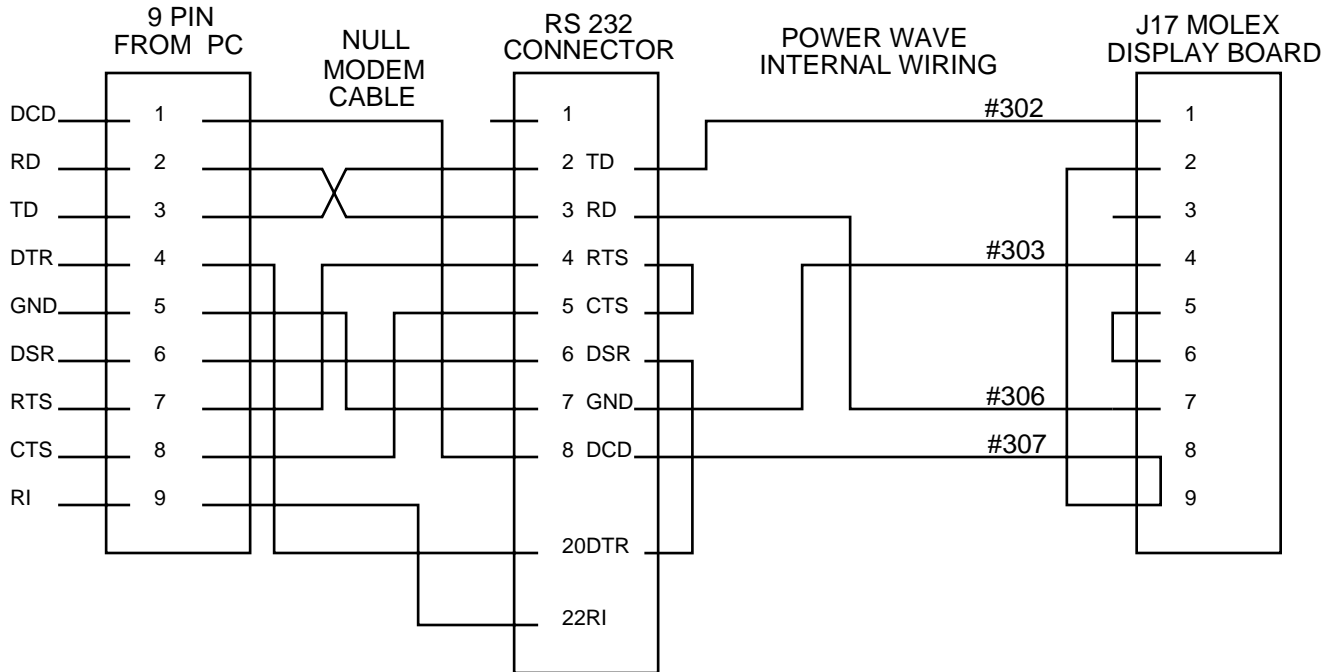 9 PIN
FROM PC
NULL
MODEM
CABLE
RS 232
CONNECTOR
POWER WAVE
INTERNAL WIRING
J17 MOLEX
DISPLAY BOARD
DCD 1
RD 2
TD 3
DTR 4
GND 5
DSR 6
RTS 7
CTS 8
RI 9
1
2 TD
3 RD
4 RTS
5 CTS
6 DSR
7 GND
8 DCD
20DTR
22RI
#302
#303
#306
#307
1
2
3
4
5
6
7
8
9